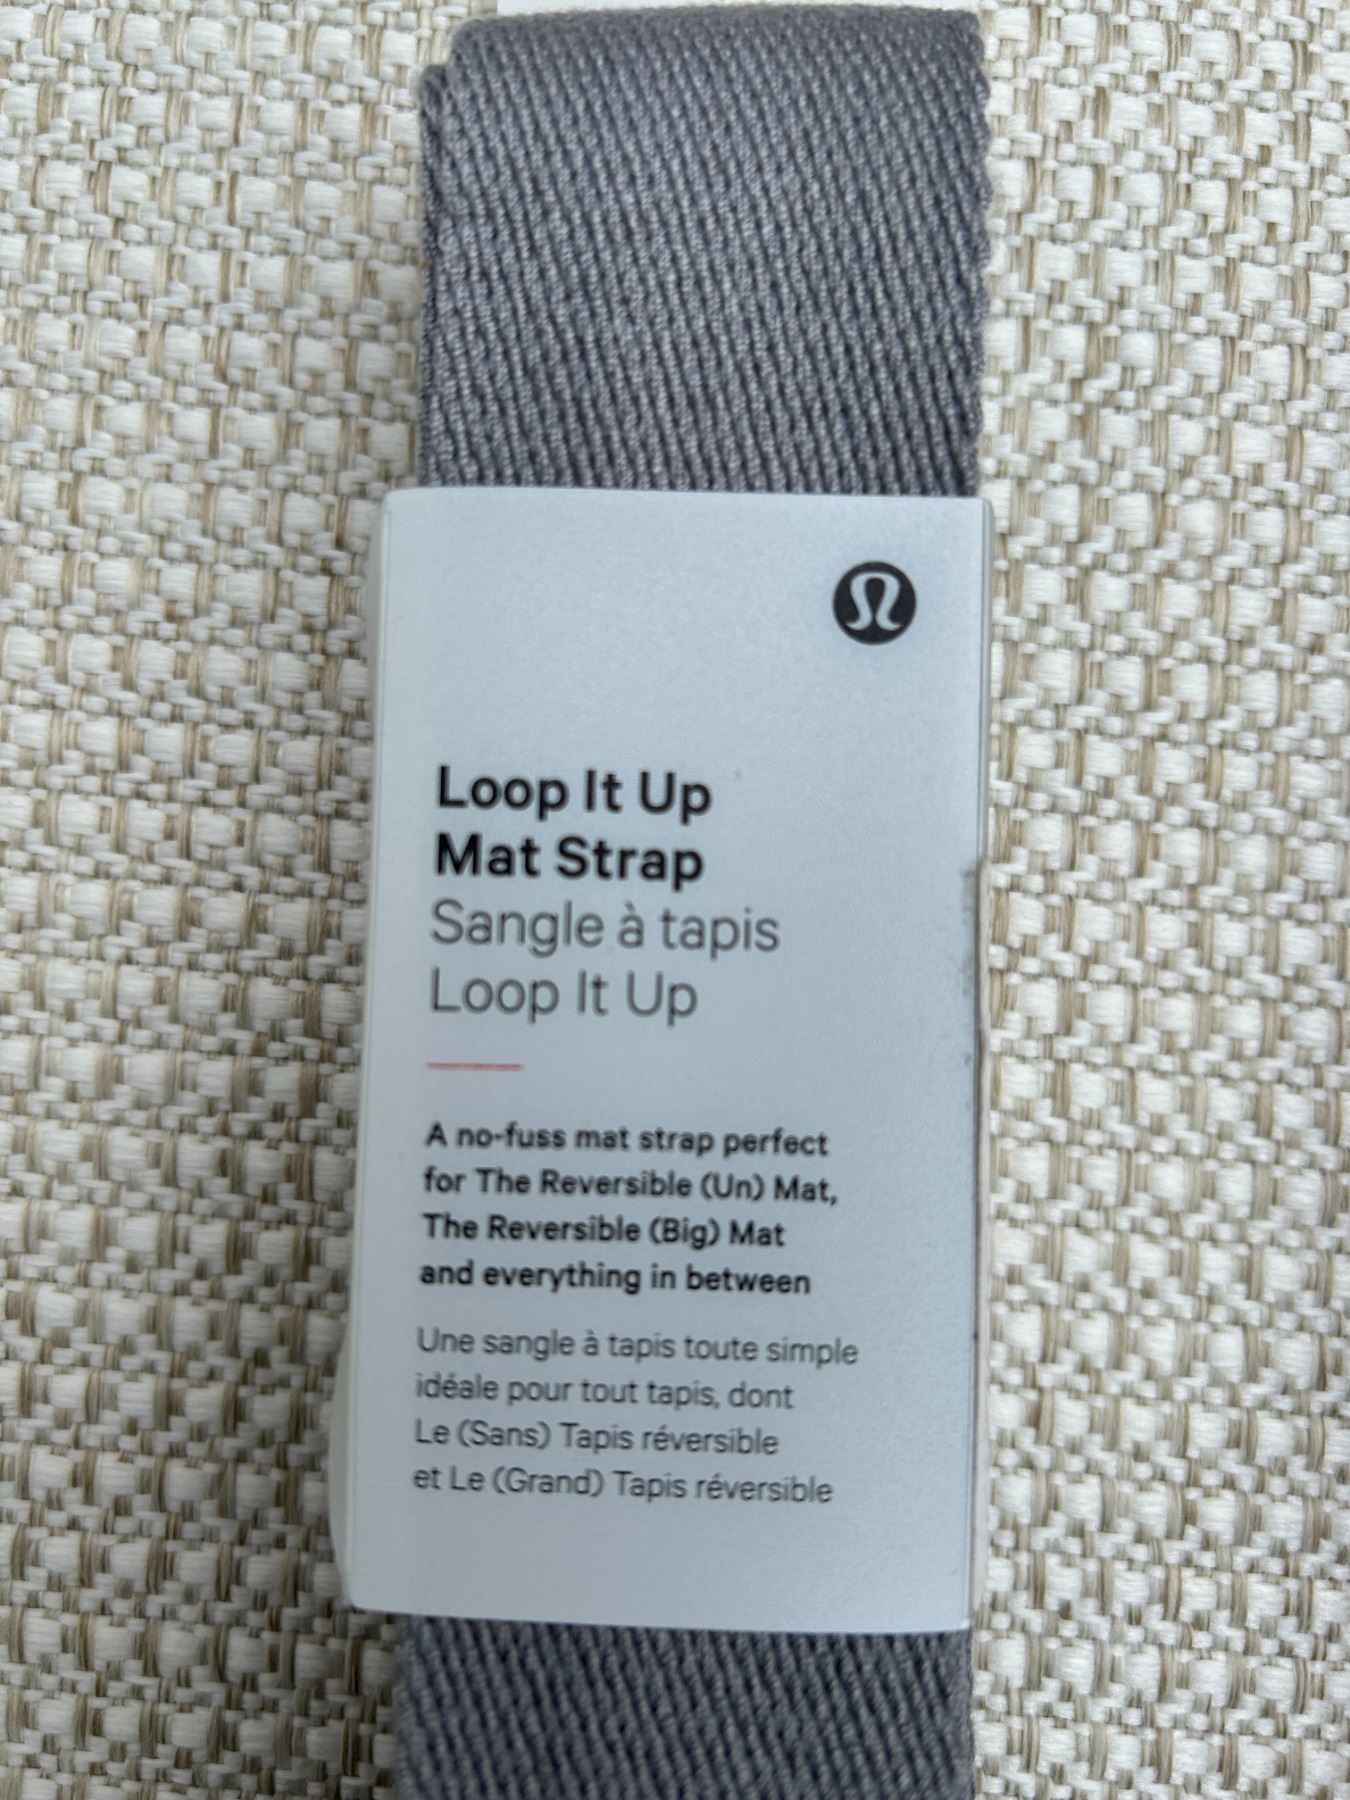 Loop It Up
Mat Strap
Sangle à tapis
Loop It Up
A no-fuss mat strap perfect
for The Reversible (Un) Mat,
The Reversible (Big) Mat
and everything in between
Une sangle à tapis toute simple
idéale pour tout tapis, dont
Le (Sans) Tapis réversible
et Le (Grand) Tapis réversible